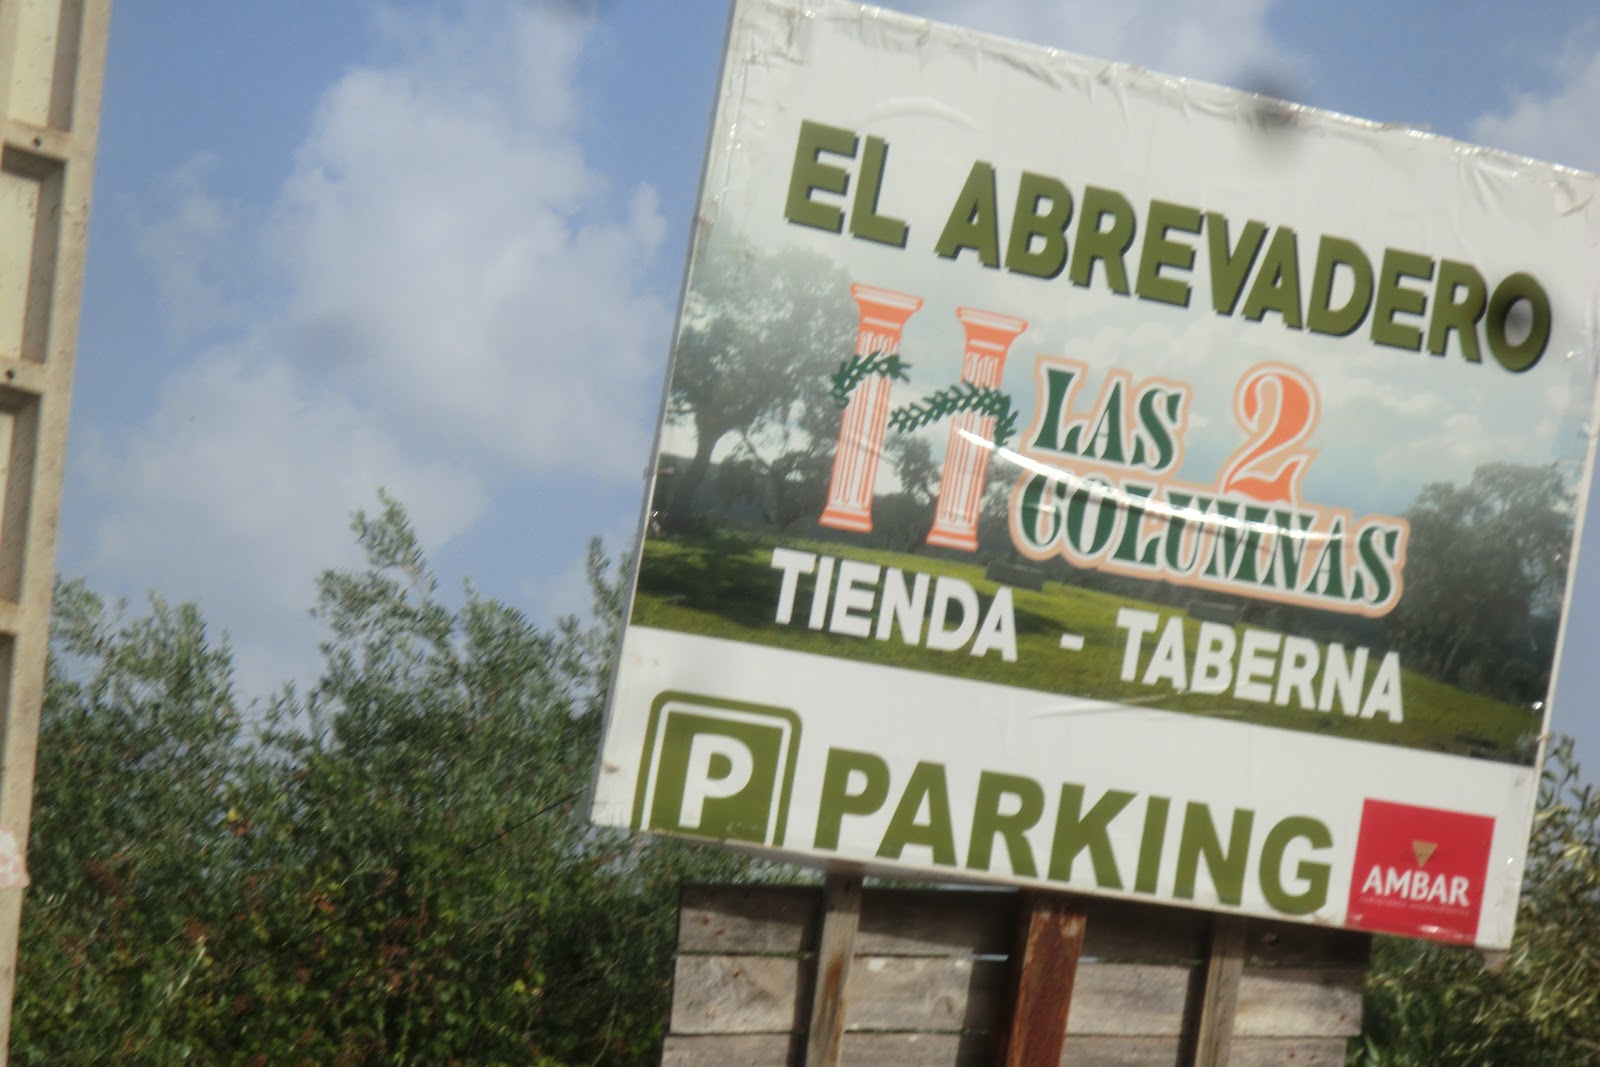 EL ABREVADERO
LAS 2
COLUMNAS
TIENDA - TABERNA
P PARKING
AMBAR